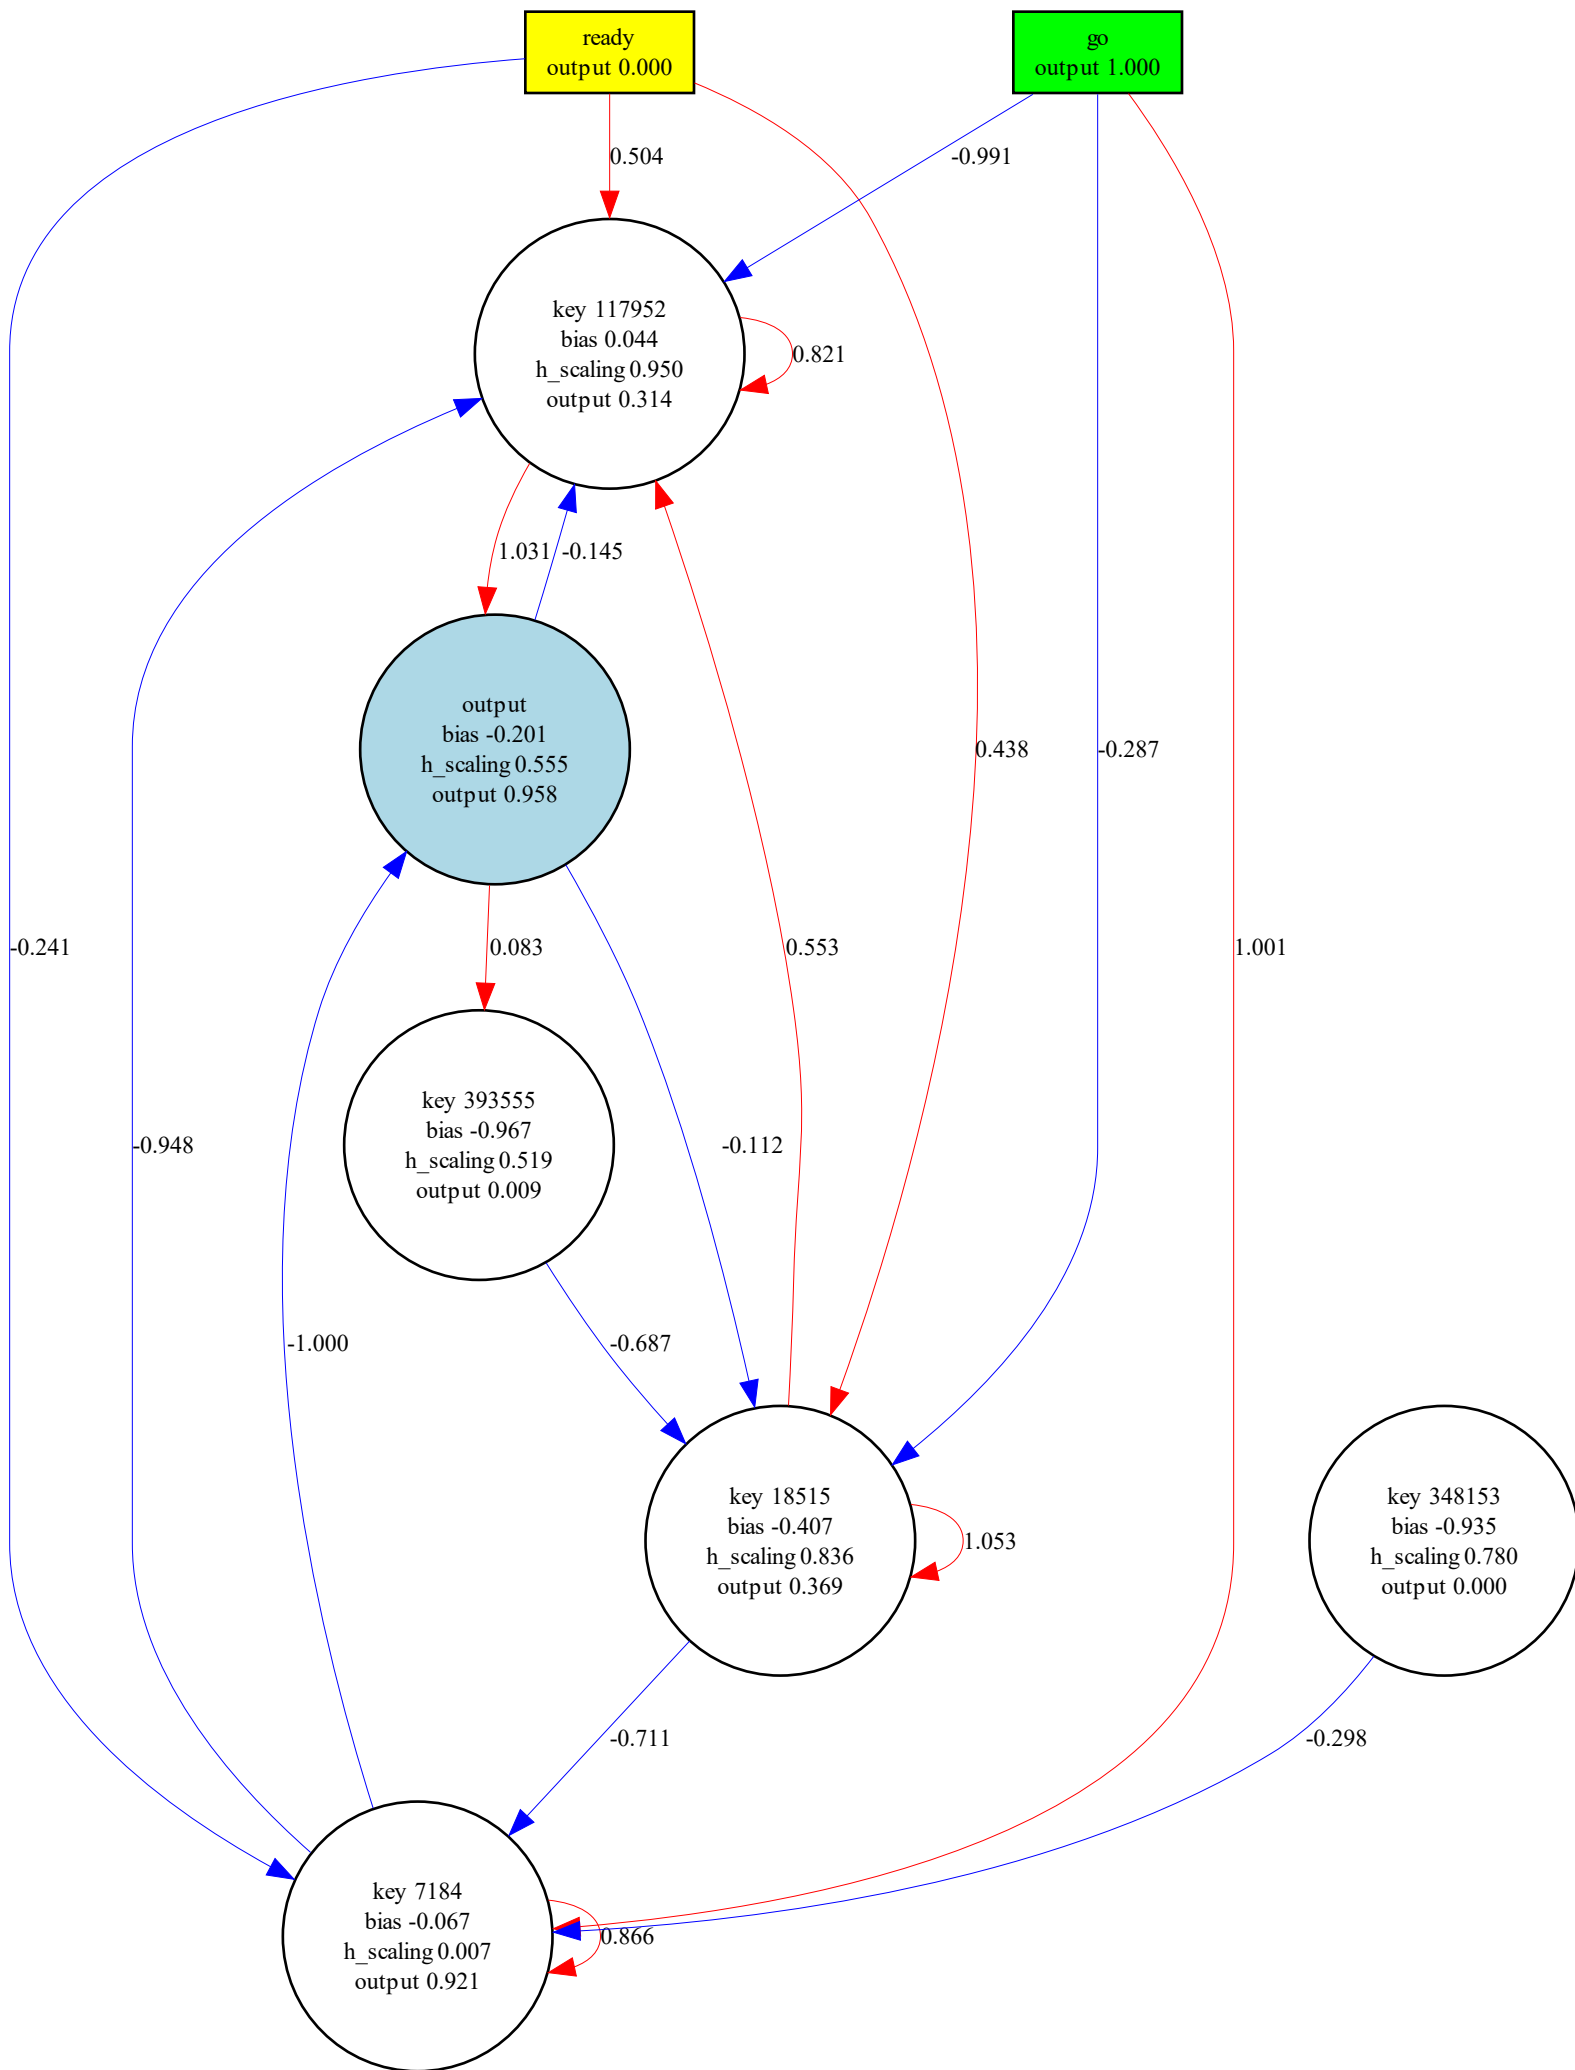 ready
output 0.000
go
output 1.000
0.504
-0.991
key 117952
bias 0.044
h_scaling 0.950
output 0.314
0.821
1.031
-0.145
output
bias -0.201
h_scaling 0.555
output 0.958
0.438
-0.287
-0.241
0.083
0.553
1.001
key 393555
bias -0.967
h_scaling 0.519
output 0.009
-0.948
-0.112
-1.000
-0.687
key 18515
bias -0.407
h_scaling 0.836
output 0.369
1.053
key 348153
bias -0.935
h_scaling 0.780
output 0.000
-0.711
-0.298
key 7184
bias -0.067
h_scaling 0.007
output 0.921
0.866